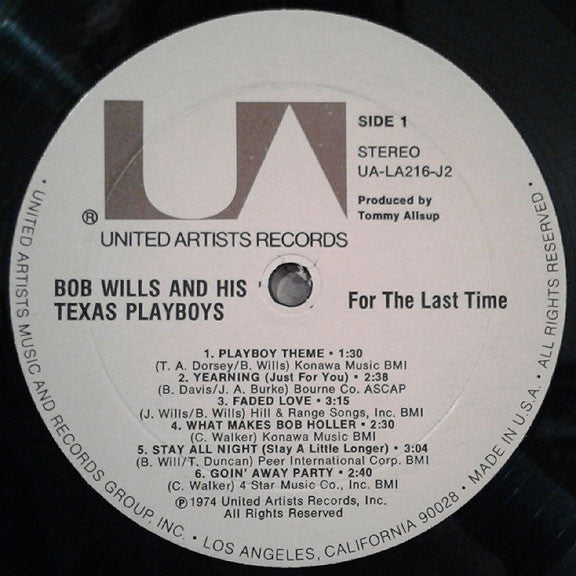 UA
®
UNITED ARTISTS RECORDS
SIDE 1
STEREO
UA-LA216-J2
Produced by
Tommy Allsup
BOB WILLS AND HIS
TEXAS PLAYBOYS
For The Last Time
1. PLAYBOY THEME • 1:30
(T. A. Dorsey/B. Wills) Konawa Music BMI
2. YEARNING (Just For You) • 2:38
(B. Davis/J. A. Burke) Bourne Co. ASCAP
3. FADED LOVE • 3:15
(J. Wills/B. Wills) Hill & Range Songs, Inc. BMI
4. WHAT MAKES BOB HOLLER • 2:30
(C. Walker) Konawa Music BMI
5. STAY ALL NIGHT (Stay A Little Longer) • 3:04
(B. Will/T. Duncan) Peer International Corp. BMI
6. GOIN' AWAY PARTY • 2:40
(C. Walker) 4 Star Music Co., Inc. BMI
℗1974 United Artists Records, Inc.
All Rights Reserved
• UNITED ARTISTS MUSIC AND RECORDS GROUP, INC. • LOS ANGELES, CALIFORNIA 90028 • MADE IN U.S.A. • ALL RIGHTS RESERVED •